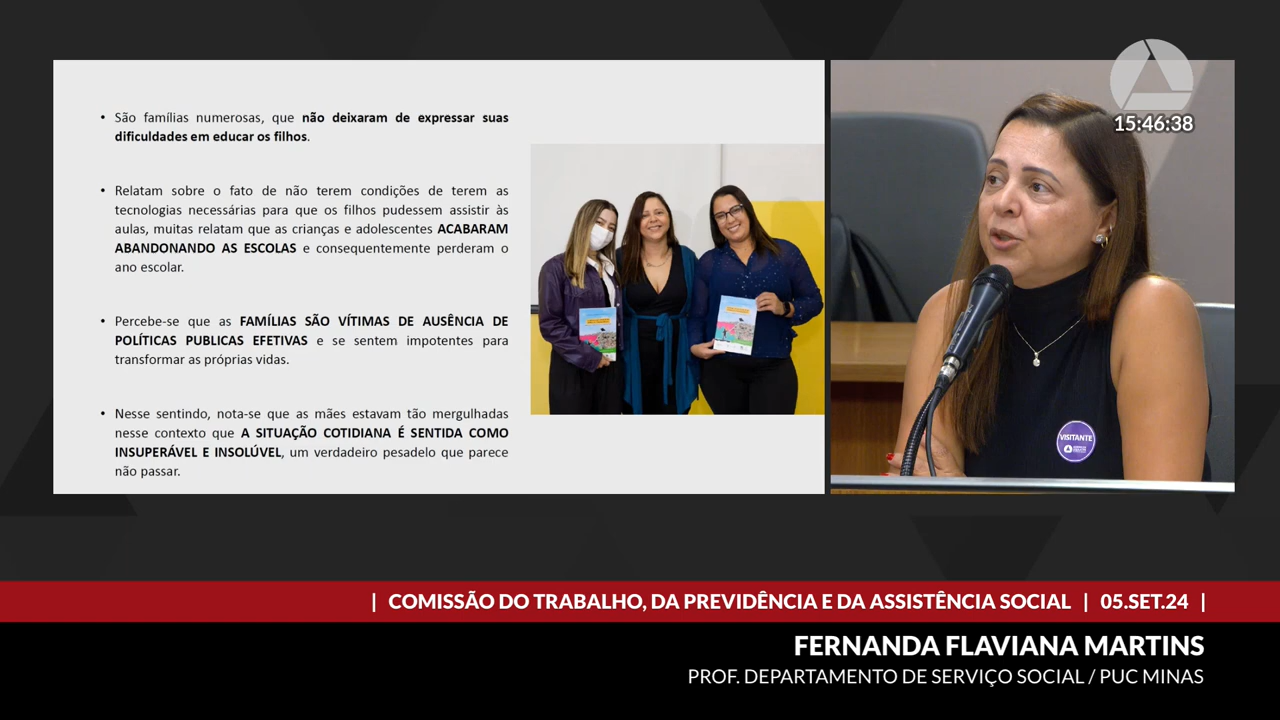 • São famílias numerosas, que não deixaram de expressar suas
dificuldades em educar os filhos.
• Relatam sobre o fato de não terem condições de terem as
tecnologias necessárias para que os filhos pudessem assistir às
aulas, muitas relatam que as crianças e adolescentes ACABARAM
ABANDONANDO AS ESCOLAS e consequentemente perderam o
ano escolar.
• Percebe-se que as FAMÍLIAS SÃO VÍTIMAS DE AUSÊNCIA DE
POLÍTICAS PUBLICAS EFETIVAS e se sentem impotentes para
transformar as próprias vidas.
• Nesse sentindo, nota-se que as mães estavam tão mergulhadas
nesse contexto que A SITUAÇÃO COTIDIANA É SENTIDA COMO
INSUPERÁVEL E INSOLÚVEL, um verdadeiro pesadelo que parece
não passar.
15:46:38
VISITANTE
| COMISSÃO DO TRABALHO, DA PREVIDÊNCIA E DA ASSISTÊNCIA SOCIAL | 05.SET.24 |
FERNANDA FLAVIANA MARTINS
PROF. DEPARTAMENTO DE SERVIÇO SOCIAL / PUC MINAS